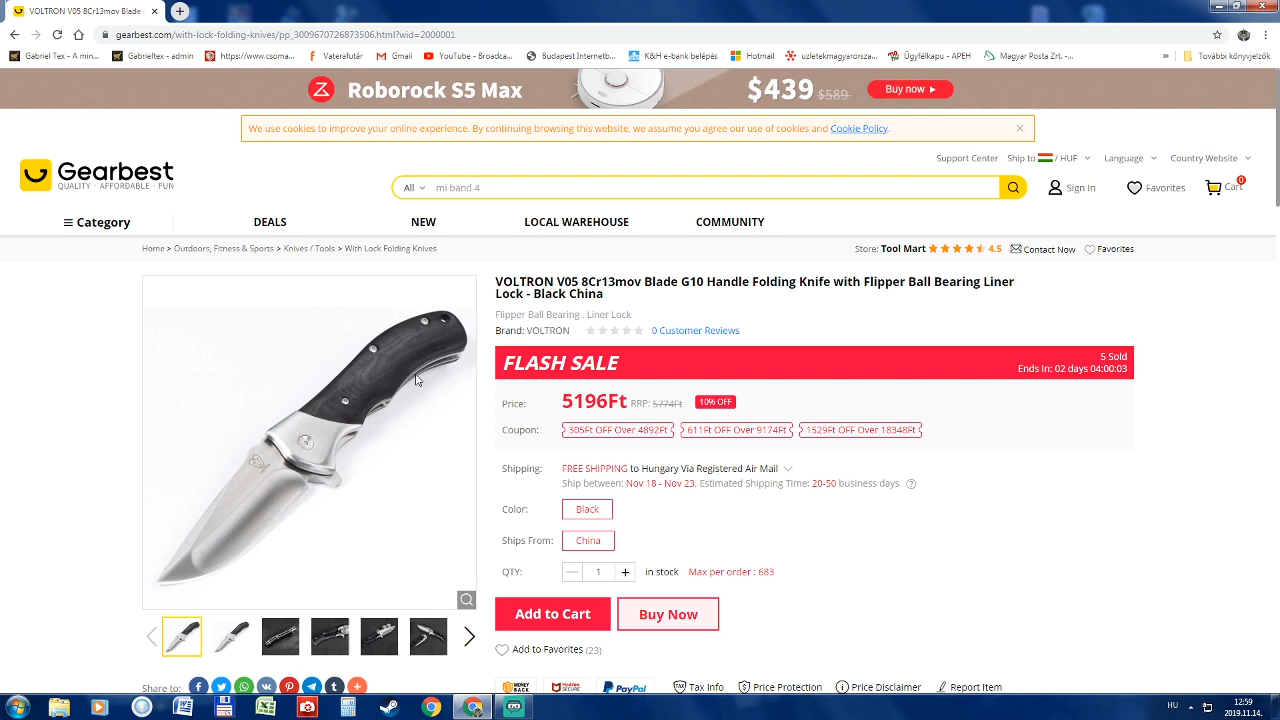 VOLTRON V05 8Cr13mov Blade G
gearbest.com/with-lock-folding-knives/pp_3009670726873506.html?wid=2000001
Gabriel Tex - A min... Gabrieltex - admin https://www.csoma... Vaterafutár Gmail YouTube - Broadca... Budapest Internetb... K&H e-bank belépés Hotmail uzletekmagyarorsza... Ügyfélkapu - APEH Magyar Posta Zrt. -... » További könyvjelzők
Roborock S5 Max $439 $589 Buy now
We use cookies to improve your online experience. By continuing browsing this website, we assume you agree our use of cookies and Cookie Policy.
Support Center Ship to / HUF Language Country Website
Gearbest
QUALITY · AFFORDABLE · FUN
All mi band 4
Sign In Favorites Cart 0
Category DEALS NEW LOCAL WAREHOUSE COMMUNITY
Home > Outdoors, Fitness & Sports > Knives / Tools > With Lock Folding Knives
Store: Tool Mart 4.5 Contact Now Favorites
VOLTRON V05 8Cr13mov Blade G10 Handle Folding Knife with Flipper Ball Bearing Liner
Lock - Black China
Flipper Ball Bearing , Liner Lock
Brand: VOLTRON 0 Customer Reviews
FLASH SALE
5 Sold
Ends In: 02 days 04:00:03
Price: 5196Ft RRP: 5774Ft 10% OFF
Coupon: 305Ft OFF Over 4892Ft 611Ft OFF Over 9174Ft 1529Ft OFF Over 18348Ft
Shipping: FREE SHIPPING to Hungary Via Registered Air Mail
Ship between: Nov 18 - Nov 23, Estimated Shipping Time: 20-50 business days ?
Color: Black
Ships From: China
QTY: 1 + in stock Max per order : 683
Add to Cart Buy Now
Add to Favorites (23)
Share to:
MONEY BACK McAfee SECURE PayPal Tax Info Price Protection Price Disclaimer Report Item
HU 12:59
2019.11.14.